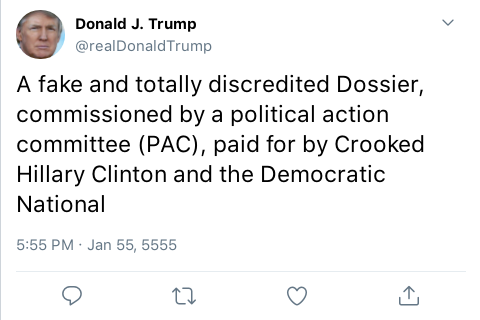 Donald J. Trump
@realDonaldTrump
A fake and totally discredited Dossier,
commissioned by a political action
committee (PAC), paid for by Crooked
Hillary Clinton and the Democratic
National
5:55 PM · Jan 55, 5555